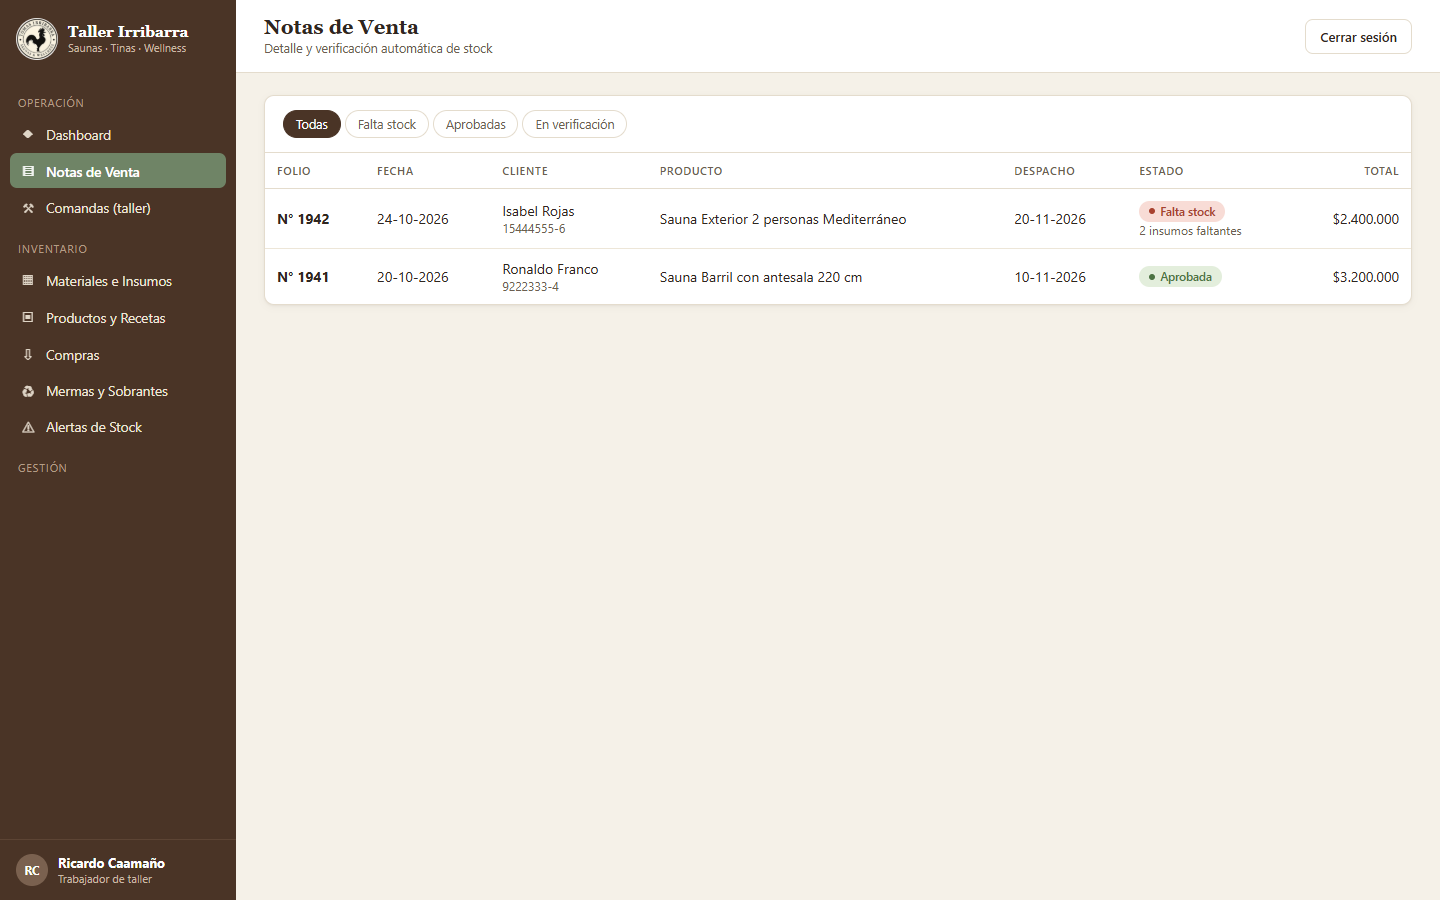 Taller Irribarra
Saunas · Tinas · Wellness
OPERACIÓN
Dashboard
Notas de Venta
Comandas (taller)
INVENTARIO
Materiales e Insumos
Productos y Recetas
Compras
Mermas y Sobrantes
Alertas de Stock
GESTIÓN
RC
Ricardo Caamaño
Trabajador de taller
Notas de Venta
Detalle y verificación automática de stock
Cerrar sesión
Todas Falta stock Aprobadas En verificación
FOLIO FECHA CLIENTE PRODUCTO DESPACHO ESTADO TOTAL
N° 1942 24-10-2026 Isabel Rojas 15444555-6 Sauna Exterior 2 personas Mediterráneo 20-11-2026 Falta stock 2 insumos faltantes $2.400.000
N° 1941 20-10-2026 Ronaldo Franco 9222333-4 Sauna Barril con antesala 220 cm 10-11-2026 Aprobada $3.200.000